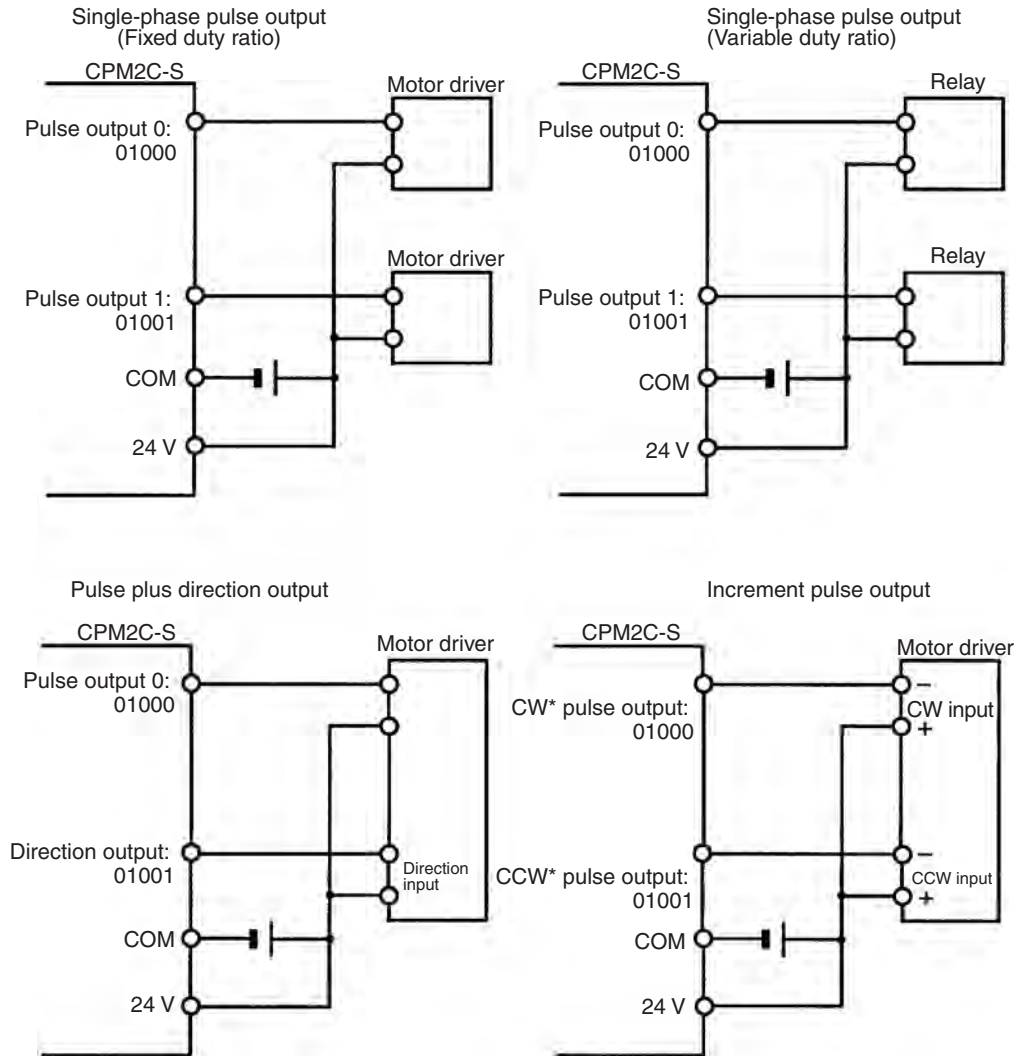 Single-phase pulse output
(Fixed duty ratio)
CPM2C-S
Motor driver
Pulse output 0:
01000
Motor driver
Pulse output 1:
01001
COM
24 V
Single-phase pulse output
(Variable duty ratio)
CPM2C-S
Relay
Pulse output 0:
01000
Relay
Pulse output 1:
01001
COM
24 V
Pulse plus direction output
CPM2C-S
Motor driver
Pulse output 0:
01000
Direction output:
01001
Direction
input
COM
24 V
Increment pulse output
CPM2C-S
Motor driver
−
CW* pulse output:
01000
CW input
+
−
CCW* pulse output:
01001
CCW input
+
COM
24 V